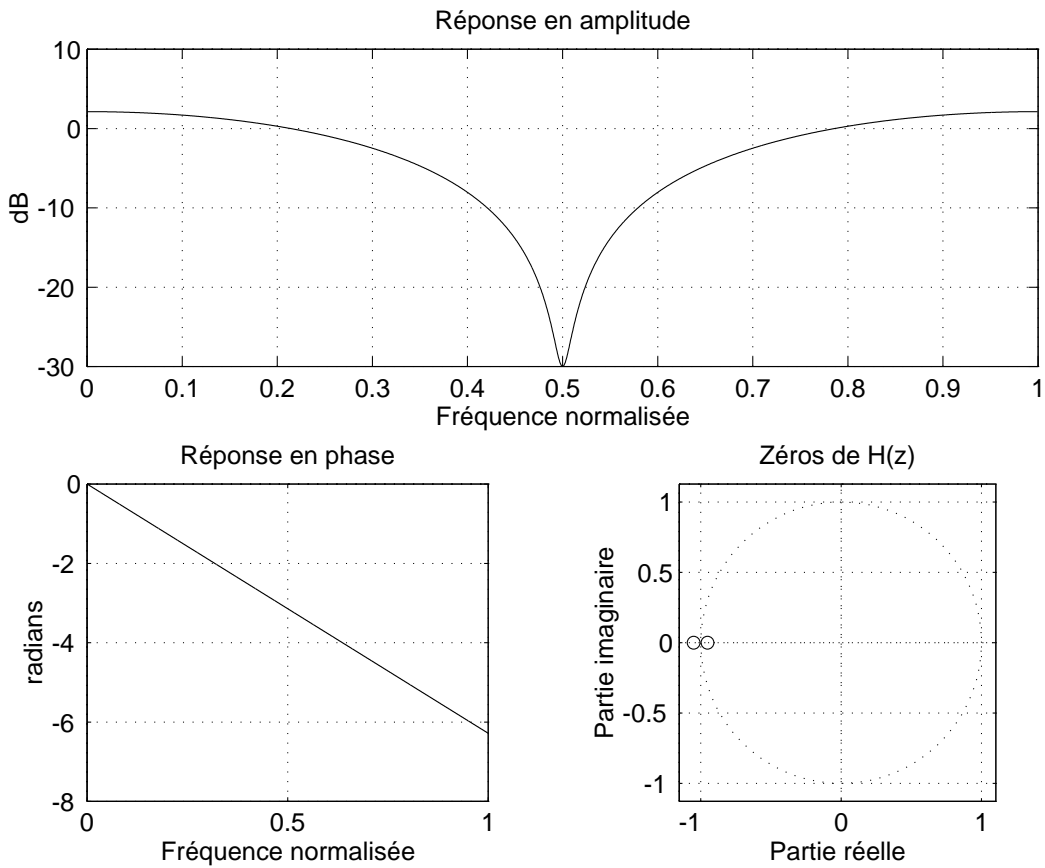 Réponse en amplitude
10
0
-10
-20
-30
dB
0 0.1 0.2 0.3 0.4 0.5 0.6 0.7 0.8 0.9 1
Fréquence normalisée
Réponse en phase
0
-2
-4
-6
-8
radians
0 0.5 1
Fréquence normalisée
Zéros de H(z)
1
0.5
0
-0.5
-1
Partie imaginaire
-1 0 1
Partie réelle